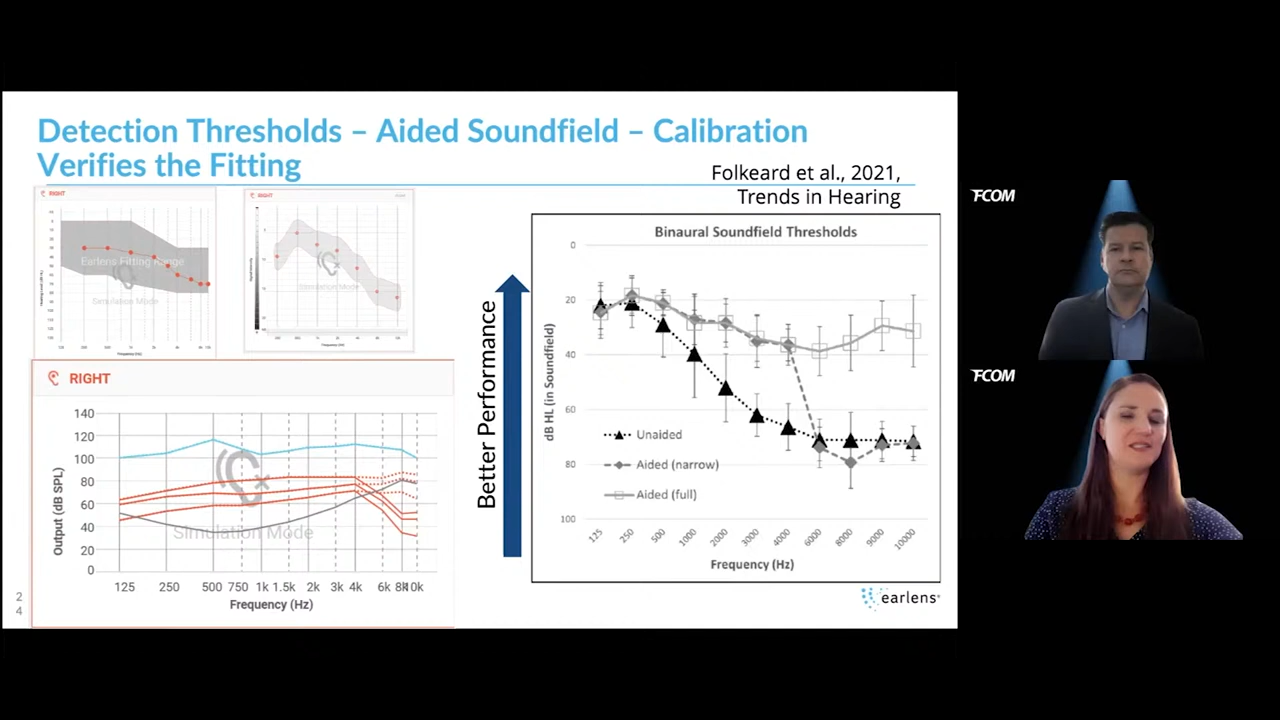 Detection Thresholds – Aided Soundfield – Calibration
Verifies the Fitting
Folkeard et al., 2021,
Trends in Hearing
RIGHT
Earlens Fitting Range
Simulation Mode
RIGHT
Simulation Mode
RIGHT
140
120
100
80
60
40
20
0
Output (dB SPL)
Simulation Mode
125 250 500 750 1k 1.5k 2k 3k 4k 6k 8k 10k
Frequency (Hz)
Better Performance
Binaural Soundfield Thresholds
0
20
40
60
80
100
dB HL (in Soundfield)
Unaided
Aided (narrow)
Aided (full)
125 250 500 1000 2000 3000 4000 6000 8000 9000 10000
Frequency (Hz)
earlens
2
4
FCOM
FCOM